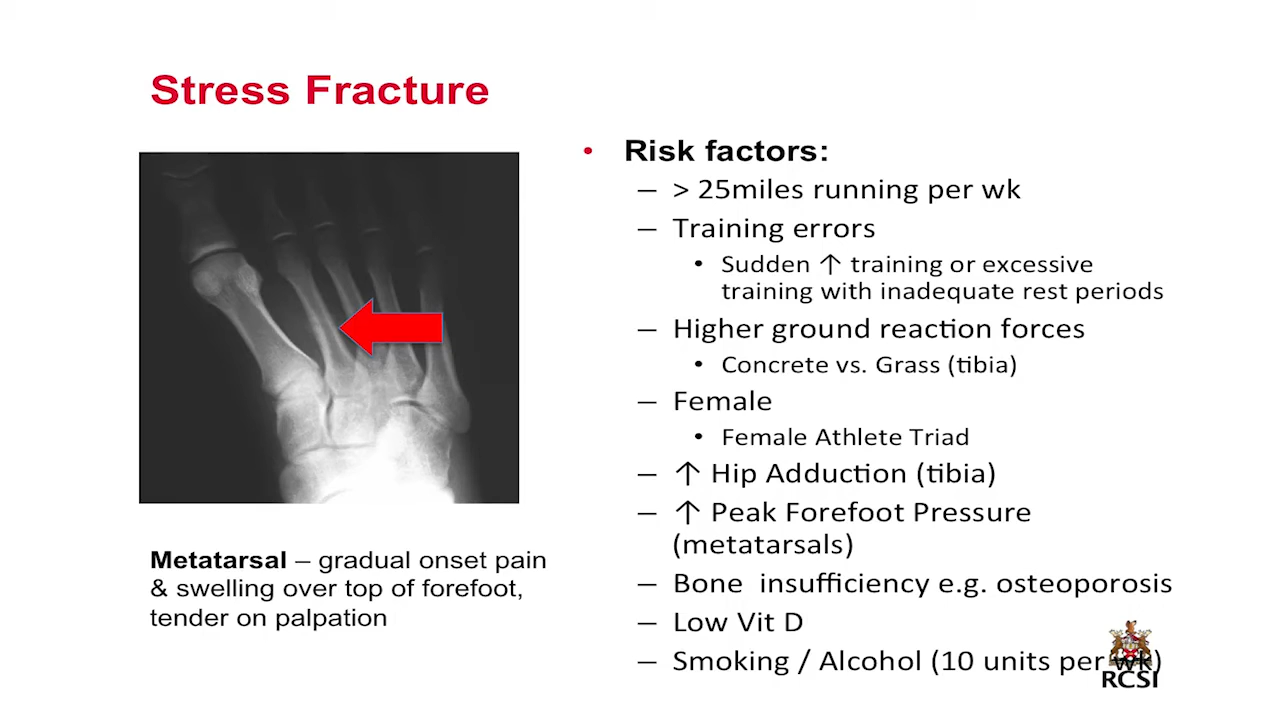 Stress Fracture
• Risk factors:
– > 25miles running per wk
– Training errors
• Sudden ↑ training or excessive
training with inadequate rest periods
– Higher ground reaction forces
• Concrete vs. Grass (tibia)
– Female
• Female Athlete Triad
– ↑ Hip Adduction (tibia)
– ↑ Peak Forefoot Pressure
(metatarsals)
– Bone  insufficiency e.g. osteoporosis
– Low Vit D
– Smoking / Alcohol (10 units per wk)
Metatarsal – gradual onset pain
& swelling over top of forefoot,
tender on palpation
RCSI